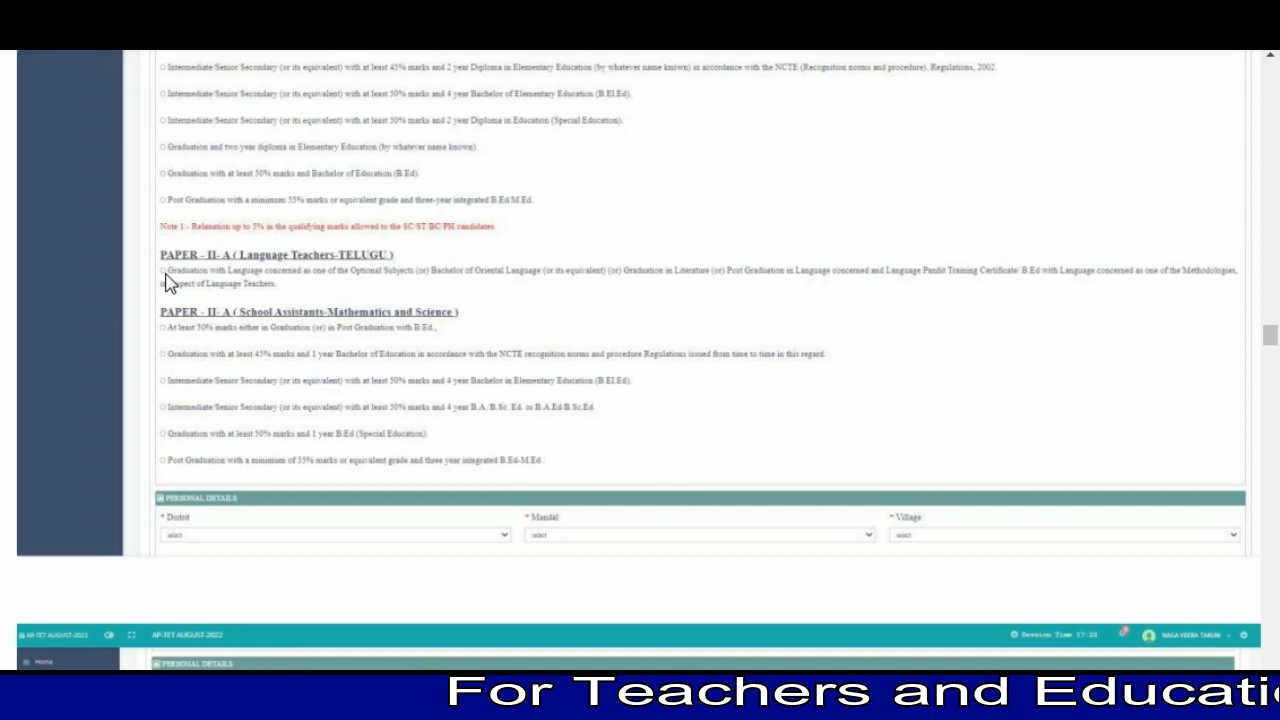 Intermediate/Senior Secondary (or its equivalent) with at least 45% marks and 2 year Diploma in Elementary Education (by whatever name known) in accordance with the NCTE (Recognition norms and procedure), Regulations, 2002.
Intermediate/Senior Secondary (or its equivalent) with at least 50% marks and 4 year Bachelor of Elementary Education (B.El.Ed).
Intermediate/Senior Secondary (or its equivalent) with at least 50% marks and 2 year Diploma in Education (Special Education).
Graduation and two year diploma in Elementary Education (by whatever name known).
Graduation with at least 50% marks and Bachelor of Education (B.Ed).
Post Graduation with a minimum 55% marks or equivalent grade and three-year integrated B.Ed/M.Ed.
Note 1:- Relaxation up to 5% in the qualifying marks allowed to the SC/ST/BC/PH candidates.
PAPER - II- A ( Language Teachers-TELUGU )
Graduation with Language concerned as one of the Optional Subjects (or) Bachelor of Oriental Language (or its equivalent) (or) Graduation in Literature (or) Post Graduation in Language concerned and Language Pandit Training Certificate/ B.Ed with Language concerned as one of the Methodologies,
of Language Teachers.
PAPER - II- A ( School Assistants-Mathematics and Science )
At least 50% marks either in Graduation (or) in Post Graduation with B.Ed.,
Graduation with at least 45% marks and 1 year Bachelor of Education in accordance with the NCTE recognition norms and procedure Regulations issued from time to time in this regard.
Intermediate/Senior Secondary (or its equivalent) with at least 50% marks and 4 year Bachelor in Elementary Education (B.El.Ed).
Intermediate/Senior Secondary (or its equivalent) with at least 50% marks and 4 year B.A./B.Sc. Ed. or B.A.Ed/B.Sc.Ed.
Graduation with at least 50% marks and 1 year B.Ed (Special Education).
Post Graduation with a minimum of 55% marks or equivalent grade and three year integrated B.Ed-M.Ed .
PERSONAL DETAILS
* Distrit * Mandal * Village
select select select
AP-TET AUGUST-2022 AP-TET AUGUST-2022 Session Time 17:33 NAGA VEERA TARUN
Home PERSONAL DETAILS
For Teachers and Educati